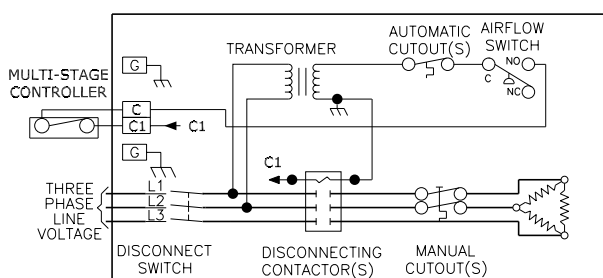 AUTOMATIC
CUTOUT(S)
AIRFLOW
SWITCH
TRANSFORMER
NO
C
NC
G
MULTI-STAGE
CONTROLLER
C
C1
C1
G
C1
THREE
PHASE
LINE
VOLTAGE
L1
L2
L3
DISCONNECT
SWITCH
DISCONNECTING
CONTACTOR(S)
MANUAL
CUTOUT(S)